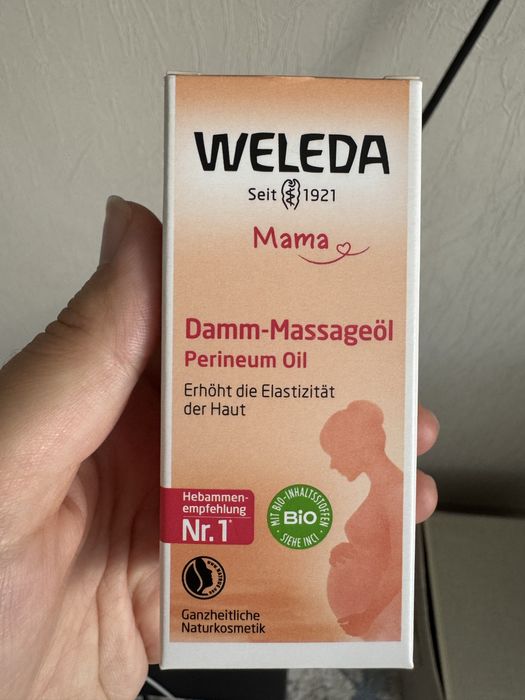 WELEDA
Seit 1921
Mama
Damm-Massageöl
Perineum Oil
Erhöht die Elastizität
der Haut
Hebammen-
empfehlung
Nr.1*
MIT BIO-INHALTSSTOFFEN
BIO
SIEHE INCI
Ganzheitliche
Naturkosmetik